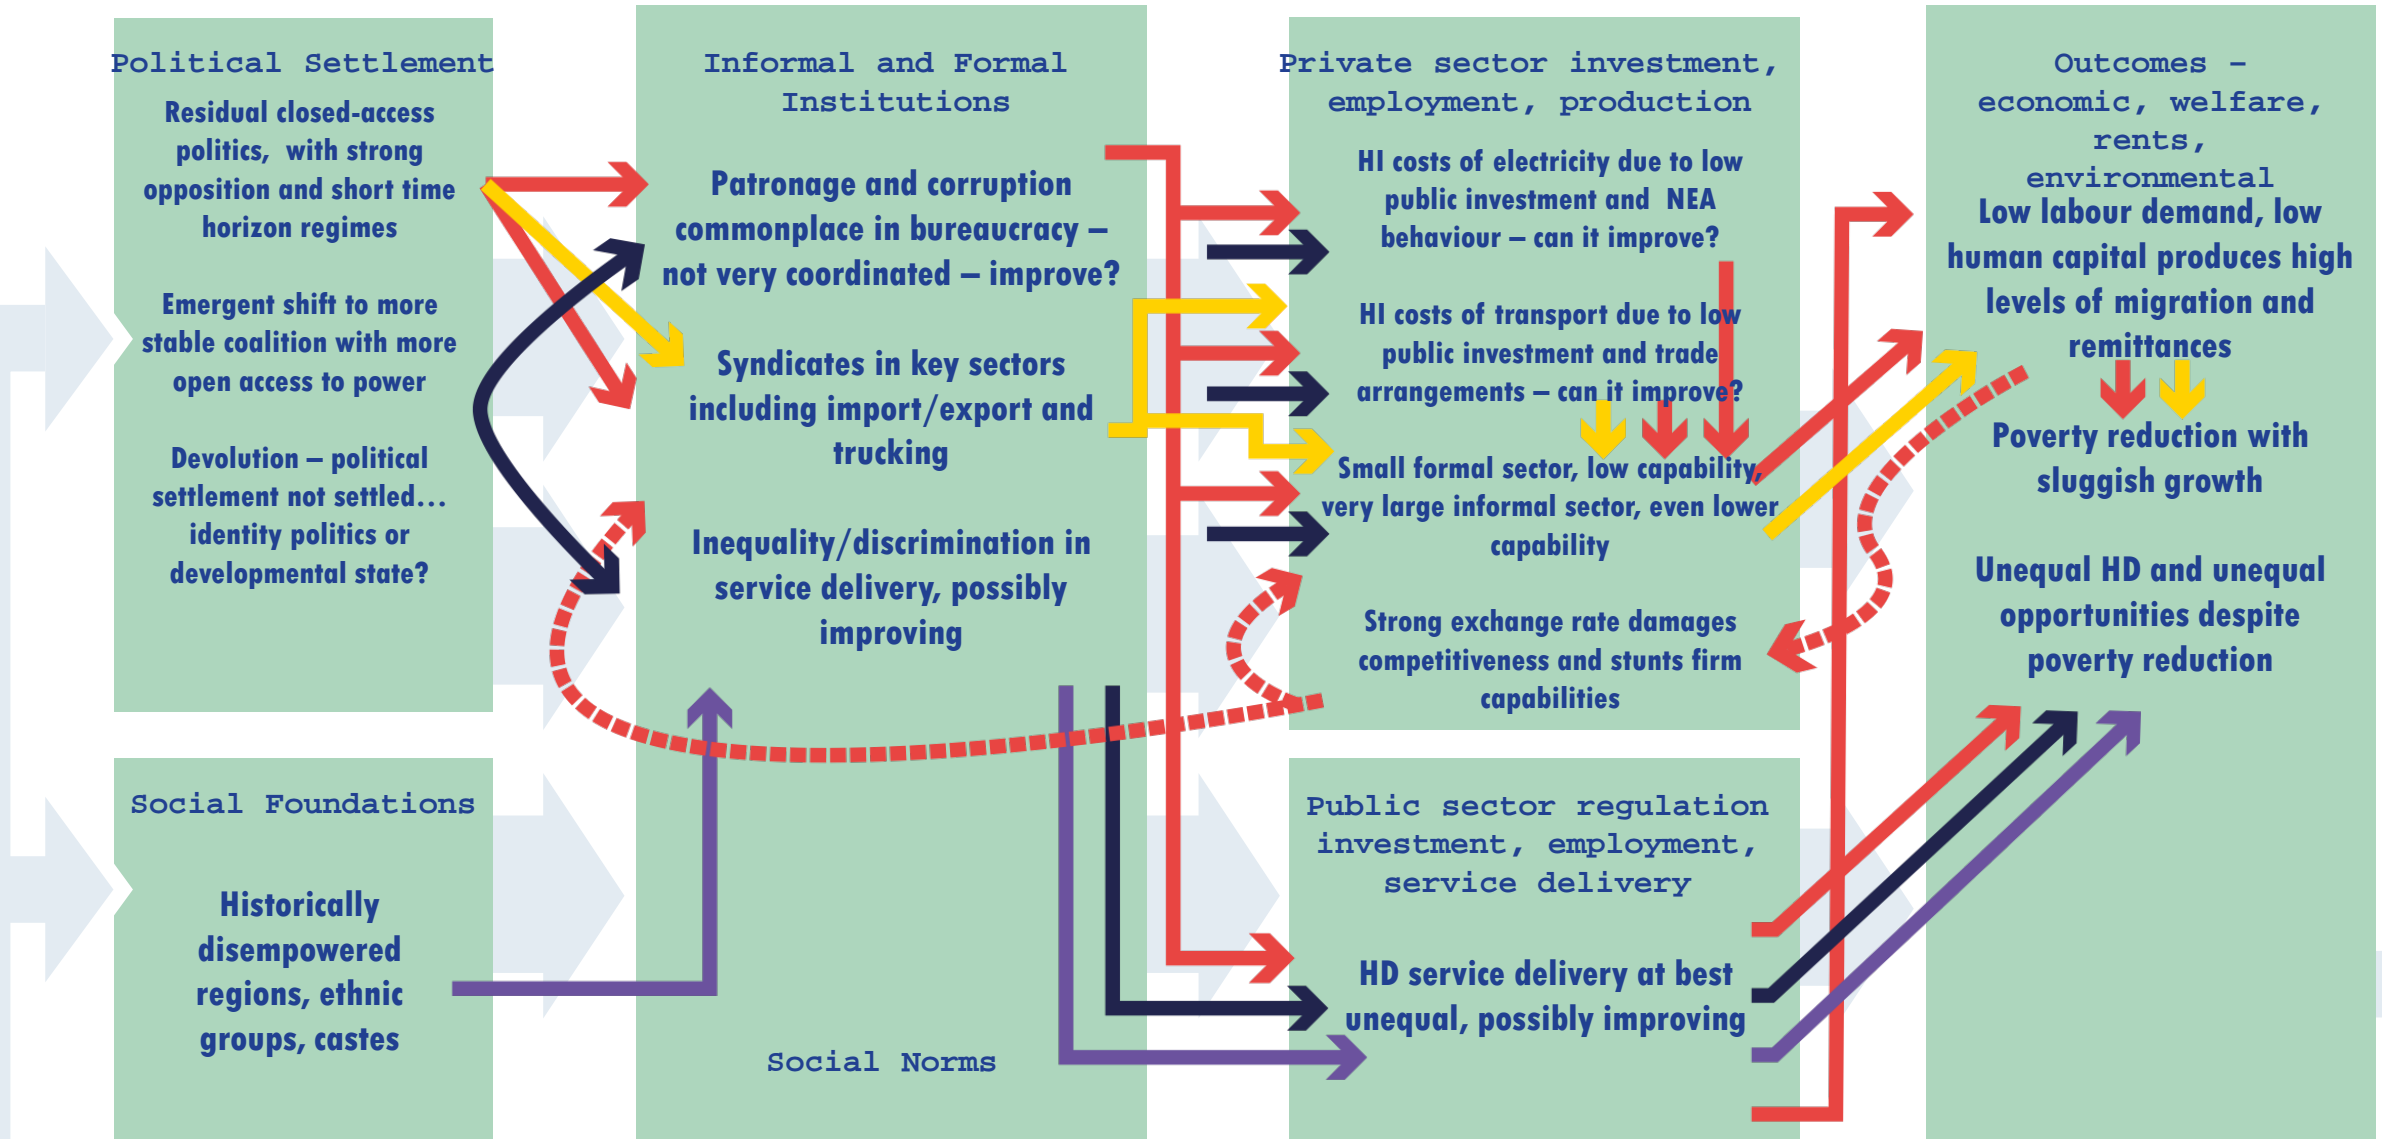 Political Settlement
Residual closed-access
politics, with strong
opposition and short time
horizon regimes
Emergent shift to more
stable coalition with more
open access to power
Devolution – political
settlement not settled...
identity politics or
developmental state?
Social Foundations
Historically
disempowered
regions, ethnic
groups, castes
Informal and Formal
Institutions
Patronage and corruption
commonplace in bureaucracy –
not very coordinated – improve?
Syndicates in key sectors
including import/export and
trucking
Inequality/discrimination in
service delivery, possibly
improving
Social Norms
Private sector investment,
employment, production
HI costs of electricity due to low
public investment and NEA
behaviour – can it improve?
HI costs of transport due to low
public investment and trade
arrangements – can it improve?
Small formal sector, low capability,
very large informal sector, even lower
capability
Strong exchange rate damages
competitiveness and stunts firm
capabilities
Public sector regulation
investment, employment,
service delivery
HD service delivery at best
unequal, possibly improving
Outcomes –
economic, welfare,
rents,
environmental
Low labour demand, low
human capital produces high
levels of migration and
remittances
Poverty reduction with
sluggish growth
Unequal HD and unequal
opportunities despite
poverty reduction